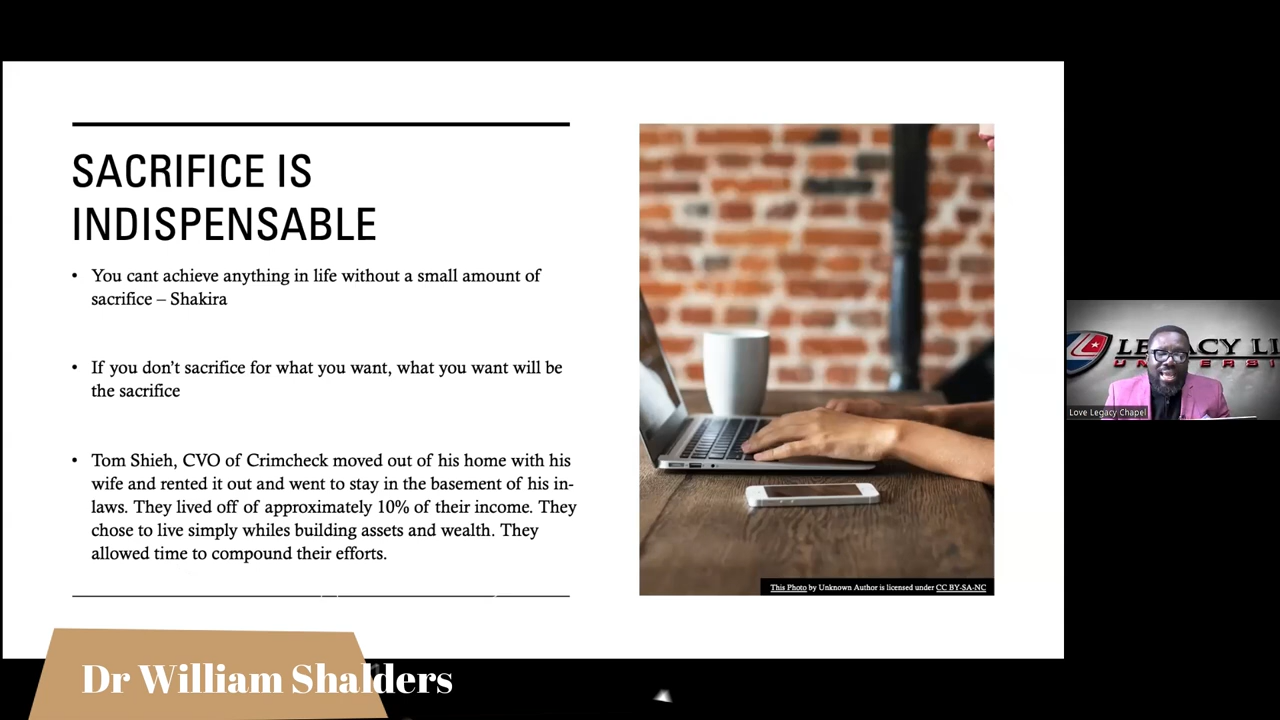 SACRIFICE IS
INDISPENSABLE
• You cant achieve anything in life without a small amount of
sacrifice – Shakira
• If you don't sacrifice for what you want, what you want will be
the sacrifice
• Tom Shieh, CVO of Crimcheck moved out of his home with his
wife and rented it out and went to stay in the basement of his in-
laws. They lived off of approximately 10% of their income. They
chose to live simply whiles building assets and wealth. They
allowed time to compound their efforts.
This Photo by Unknown Author is licensed under CC BY-SA-NC
Love Legacy Chapel
Dr William Shalders